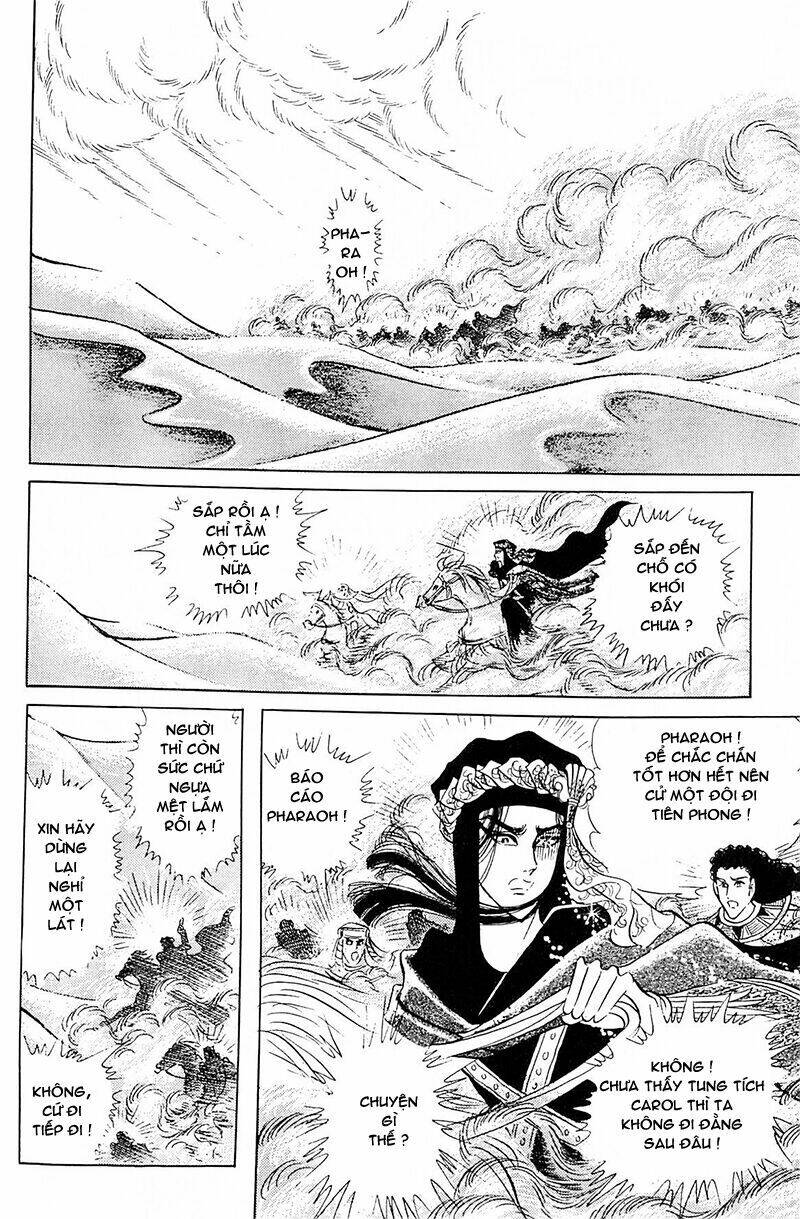 PHA-
RA
OH !
SẮP ĐẾN
CHỖ CÓ
KHÓI
ĐẤY
CHƯA ?
SẮP RỒI Ạ !
CHỈ TẦM
MỘT LÚC
NỮA
THÔI !
PHARAOH !
ĐỂ CHẮC CHẮN
TỐT HƠN HẾT NÊN
CỬ MỘT ĐỘI ĐI
TIÊN PHONG !
KHÔNG !
CHƯA THẤY TUNG TÍCH
CAROL THÌ TA
KHÔNG ĐI ĐẰNG
SAU ĐÂU !
BÁO
CÁO
PHARAOH !
CHUYỆN
GÌ
THẾ ?
NGƯỜI
THÌ CÒN
SỨC CHỨ
NGỰA
MỆT LẮM
RỒI Ạ !
XIN HÃY
DỪNG
LẠI
NGHỈ
MỘT
LÁT !
KHÔNG,
CỨ ĐI
TIẾP ĐI !